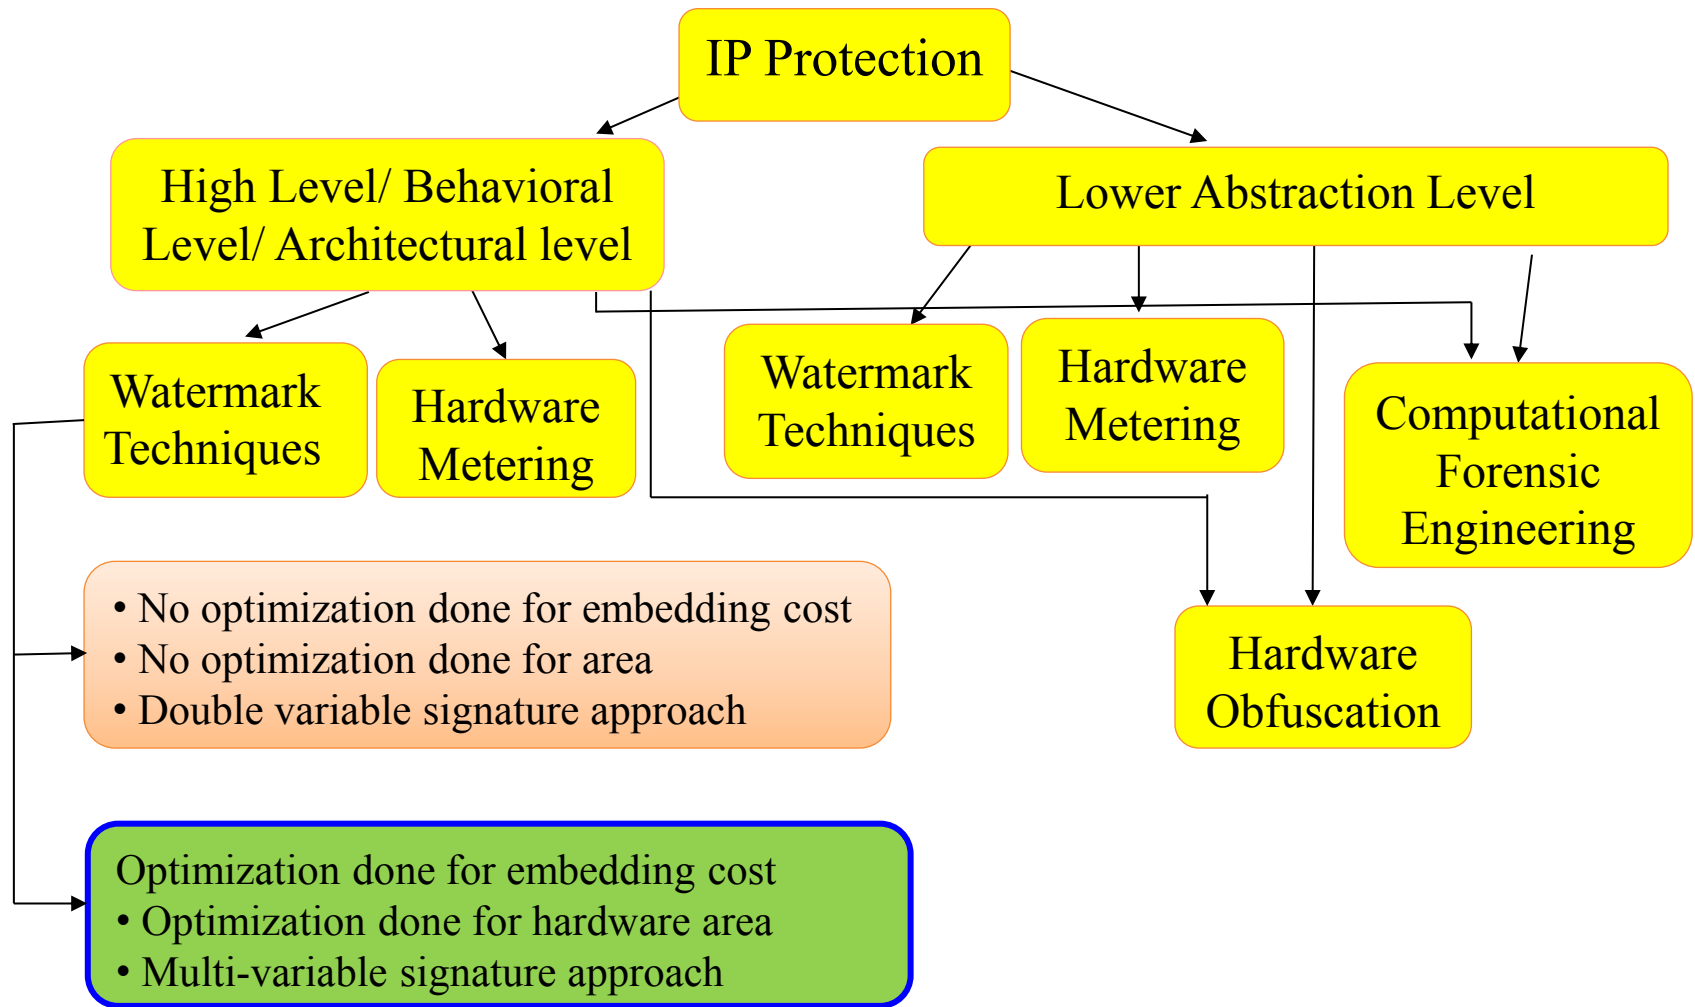 IP Protection
High Level/ Behavioral
Level/ Architectural level
Lower Abstraction Level
Watermark
Techniques
Hardware
Metering
Watermark
Techniques
Hardware
Metering
Computational
Forensic
Engineering
• No optimization done for embedding cost
• No optimization done for area
• Double variable signature approach
Hardware
Obfuscation
Optimization done for embedding cost
• Optimization done for hardware area
• Multi-variable signature approach